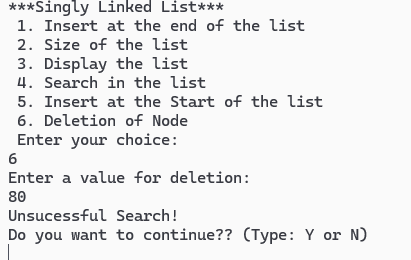 ***Singly Linked List***
1. Insert at the end of the list
2. Size of the list
3. Display the list
4. Search in the list
5. Insert at the Start of the list
6. Deletion of Node
Enter your choice:
6
Enter a value for deletion:
80
Unsucessful Search!
Do you want to continue?? (Type: Y or N)